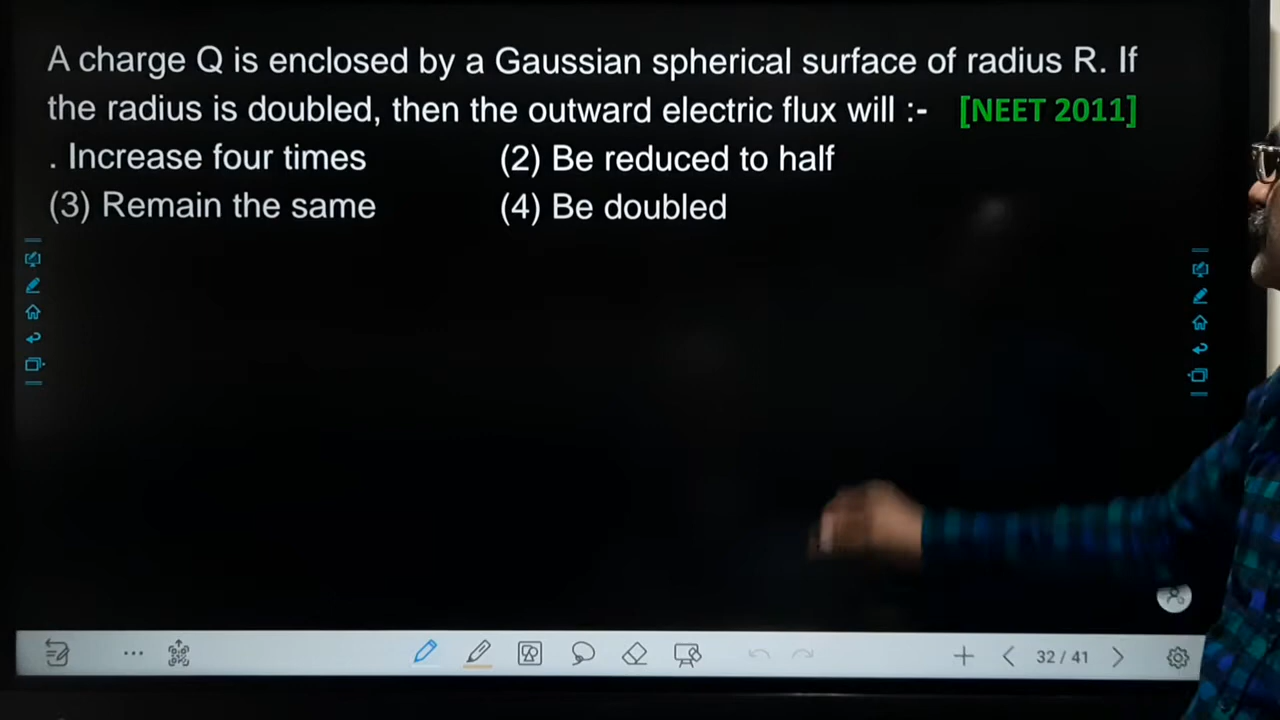 A charge Q is enclosed by a Gaussian spherical surface of radius R. If
the radius is doubled, then the outward electric flux will :- [NEET 2011]
. Increase four times (2) Be reduced to half
(3) Remain the same (4) Be doubled
32 / 41